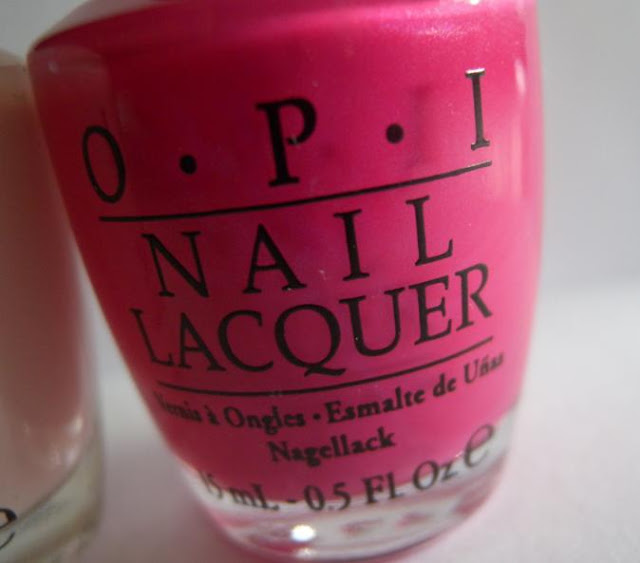 O·P·I
NAIL
LACQUER
Vernis à Ongles · Esmalte de Uñas
Nagellack
15 mL - 0.5 Fl. Oz e
e